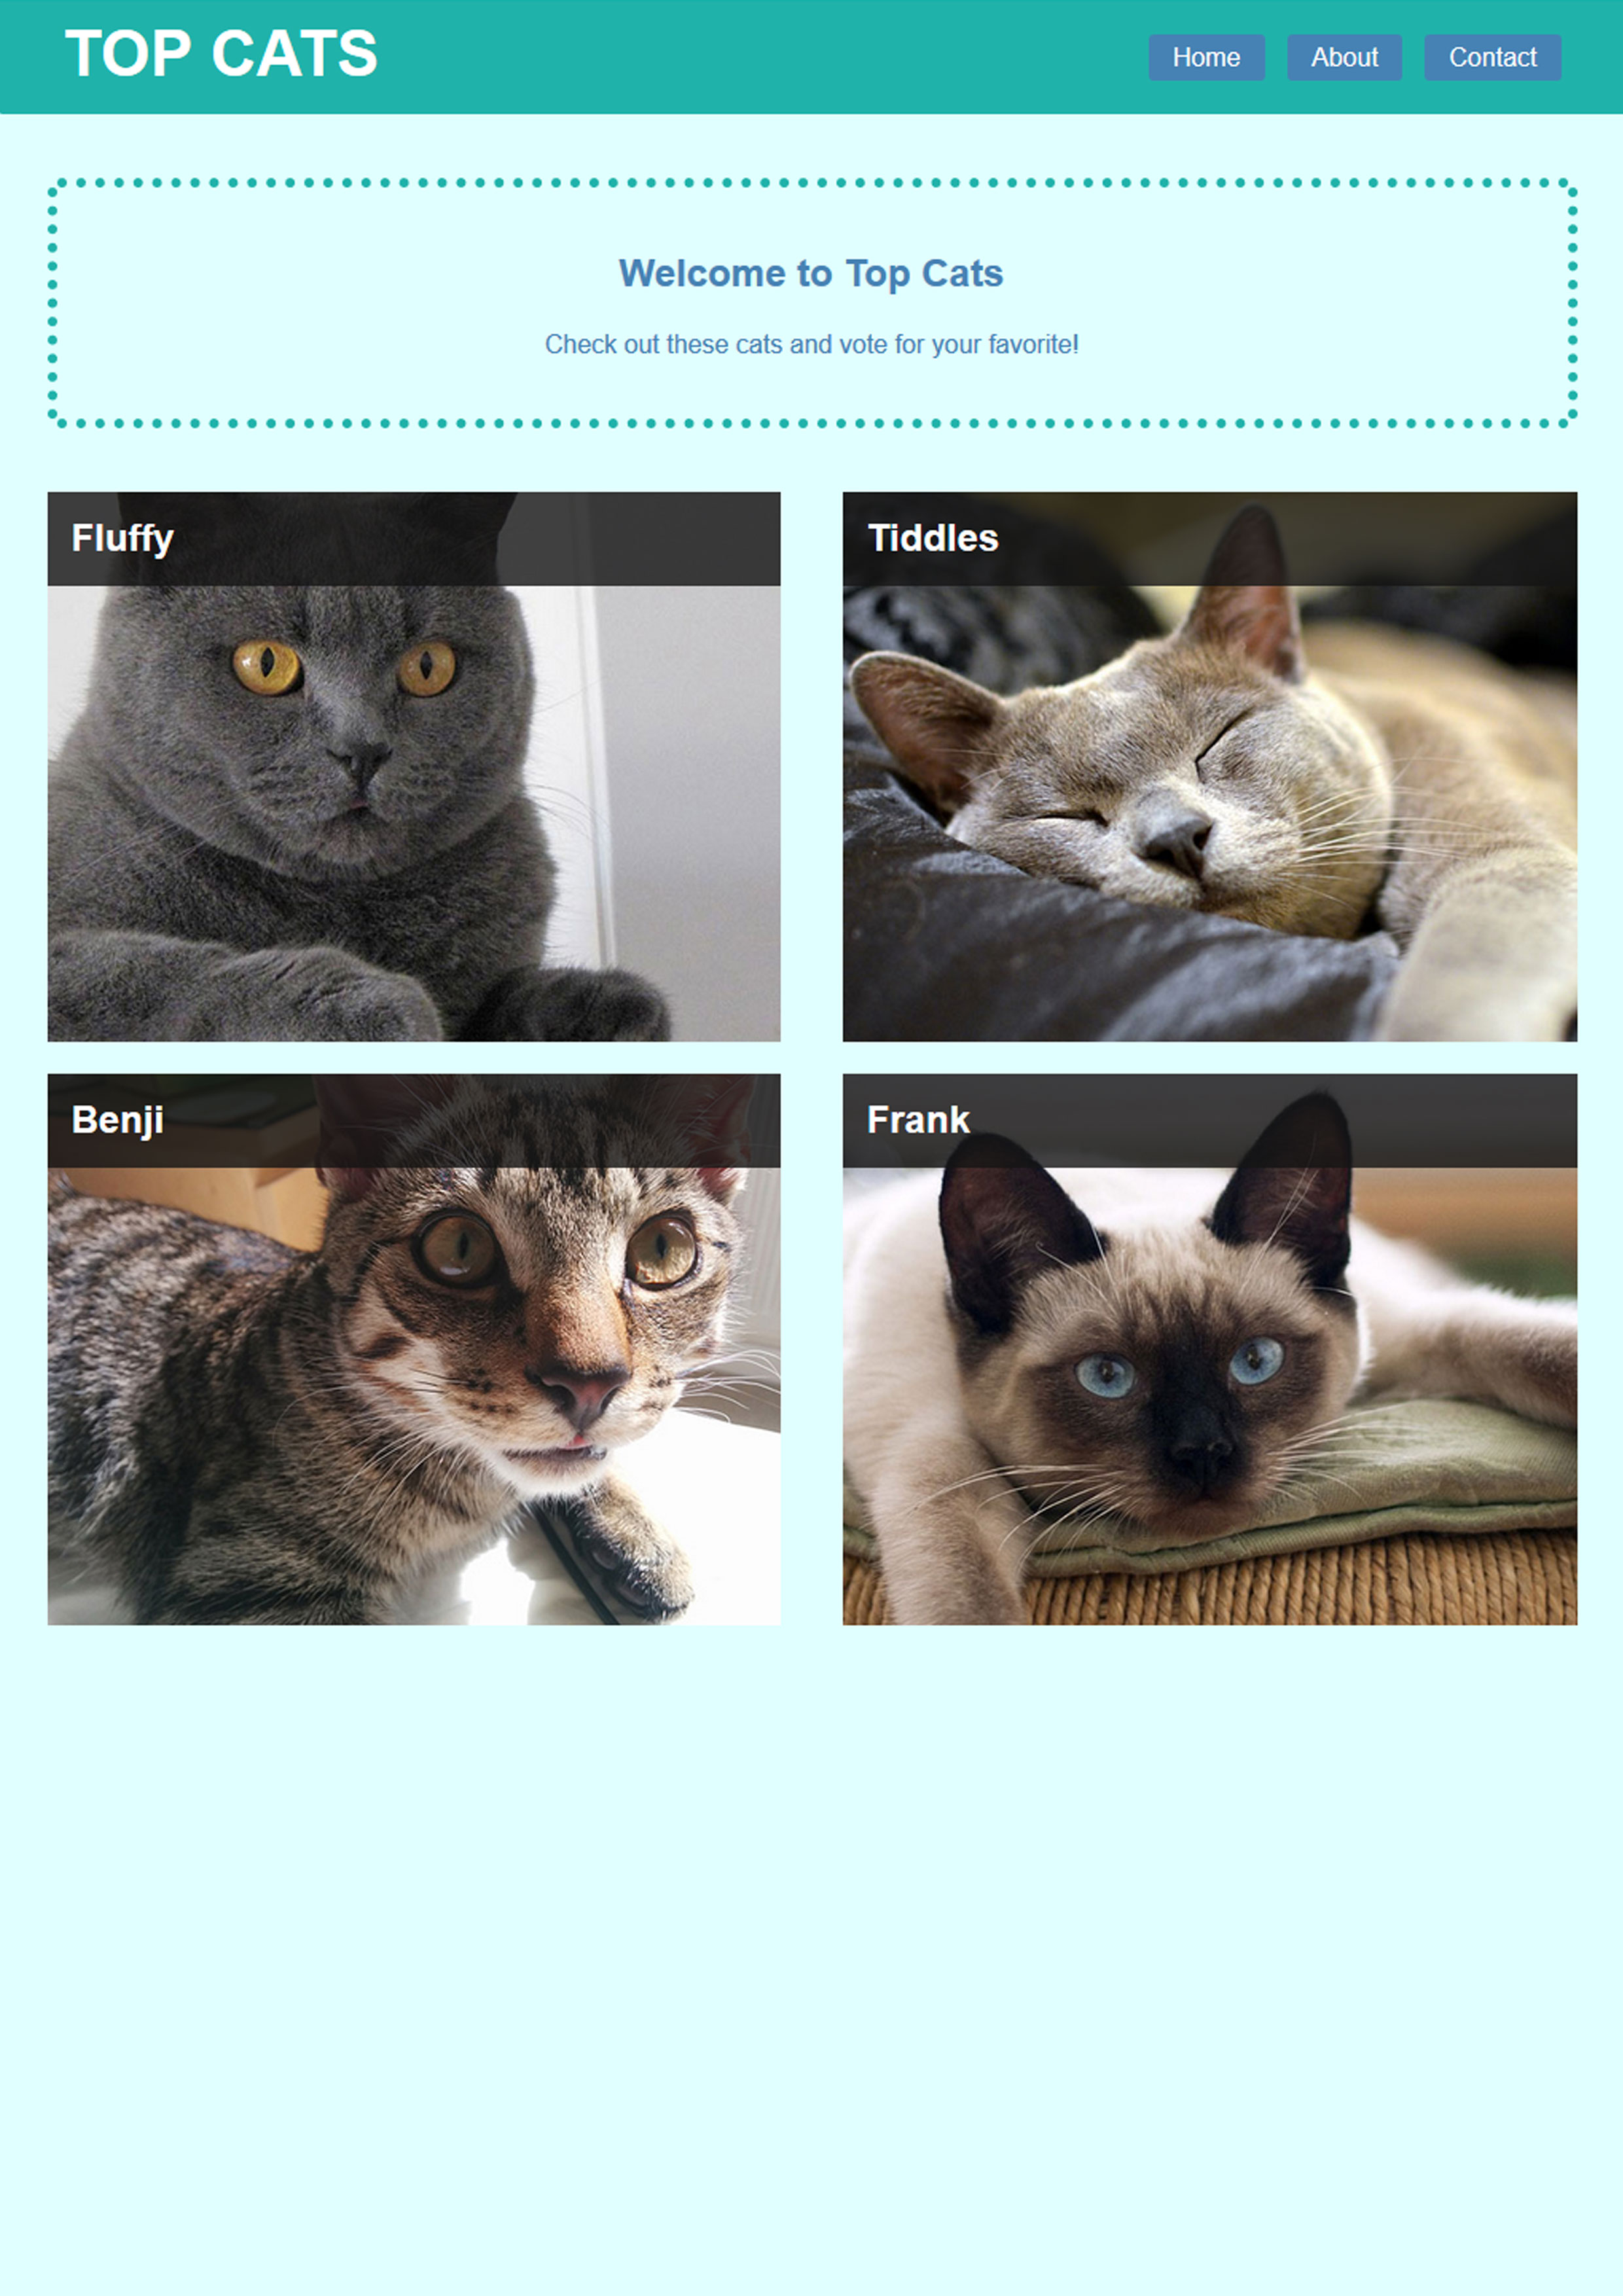 TOP CATS
Home About Contact
Welcome to Top Cats
Check out these cats and vote for your favorite!
Fluffy
Tiddles
Benji
Frank